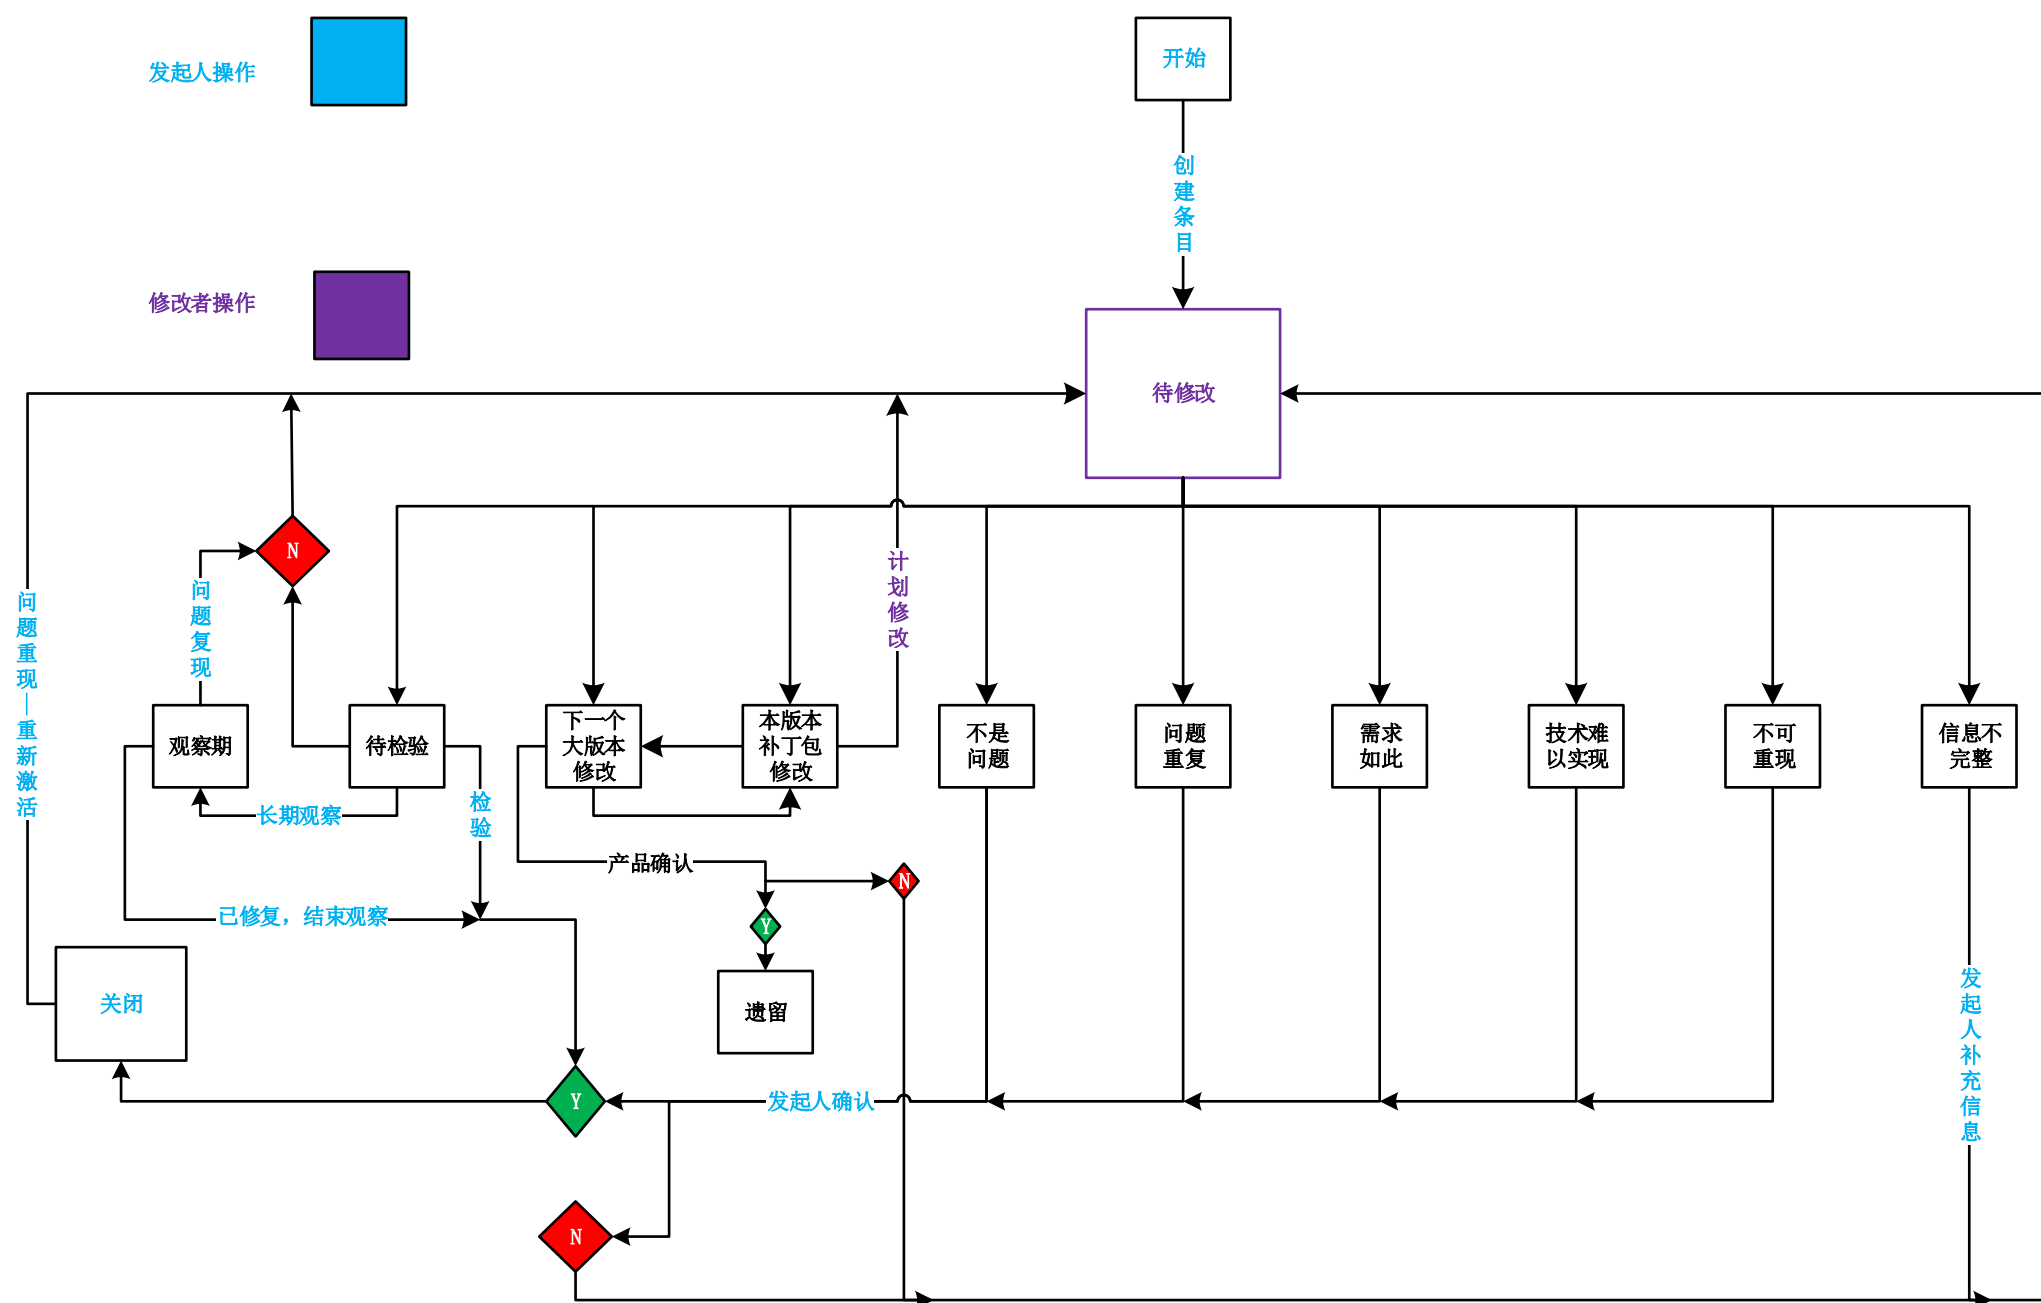 发起人操作
开始
创建条目
修改者操作
待修改
N
问题复现
计划修改
问题重现—重新激活
观察期
待检验
下一个
大版本
修改
本版本
补丁包
修改
不是
问题
问题
重复
需求
如此
技术难
以实现
不可
重现
信息不
完整
长期观察
检验
产品确认
N
已修复，结束观察
Y
关闭
遗留
发起人补充信息
Y
发起人确认
N